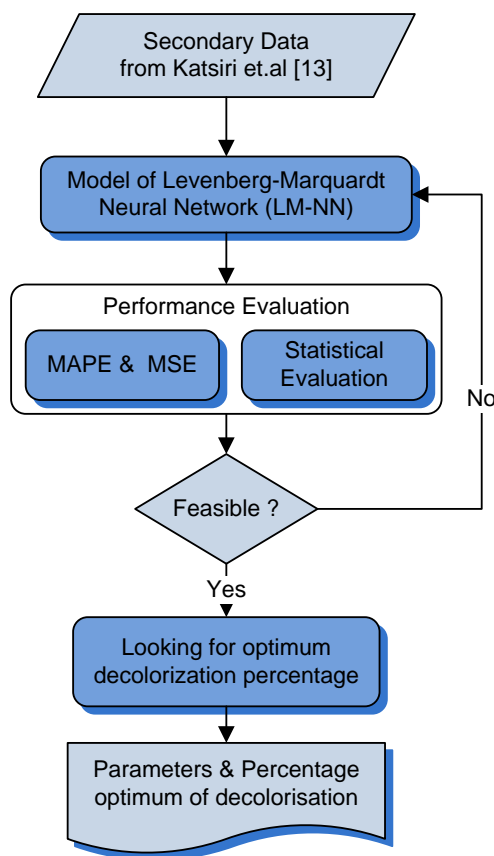 Secondary Data
from Katsiri et.al [13]
Model of Levenberg-Marquardt
Neural Network (LM-NN)
Performance Evaluation
MAPE & MSE
Statistical
Evaluation
No
Feasible ?
Yes
Looking for optimum
decolorization percentage
Parameters & Percentage
optimum of decolorisation